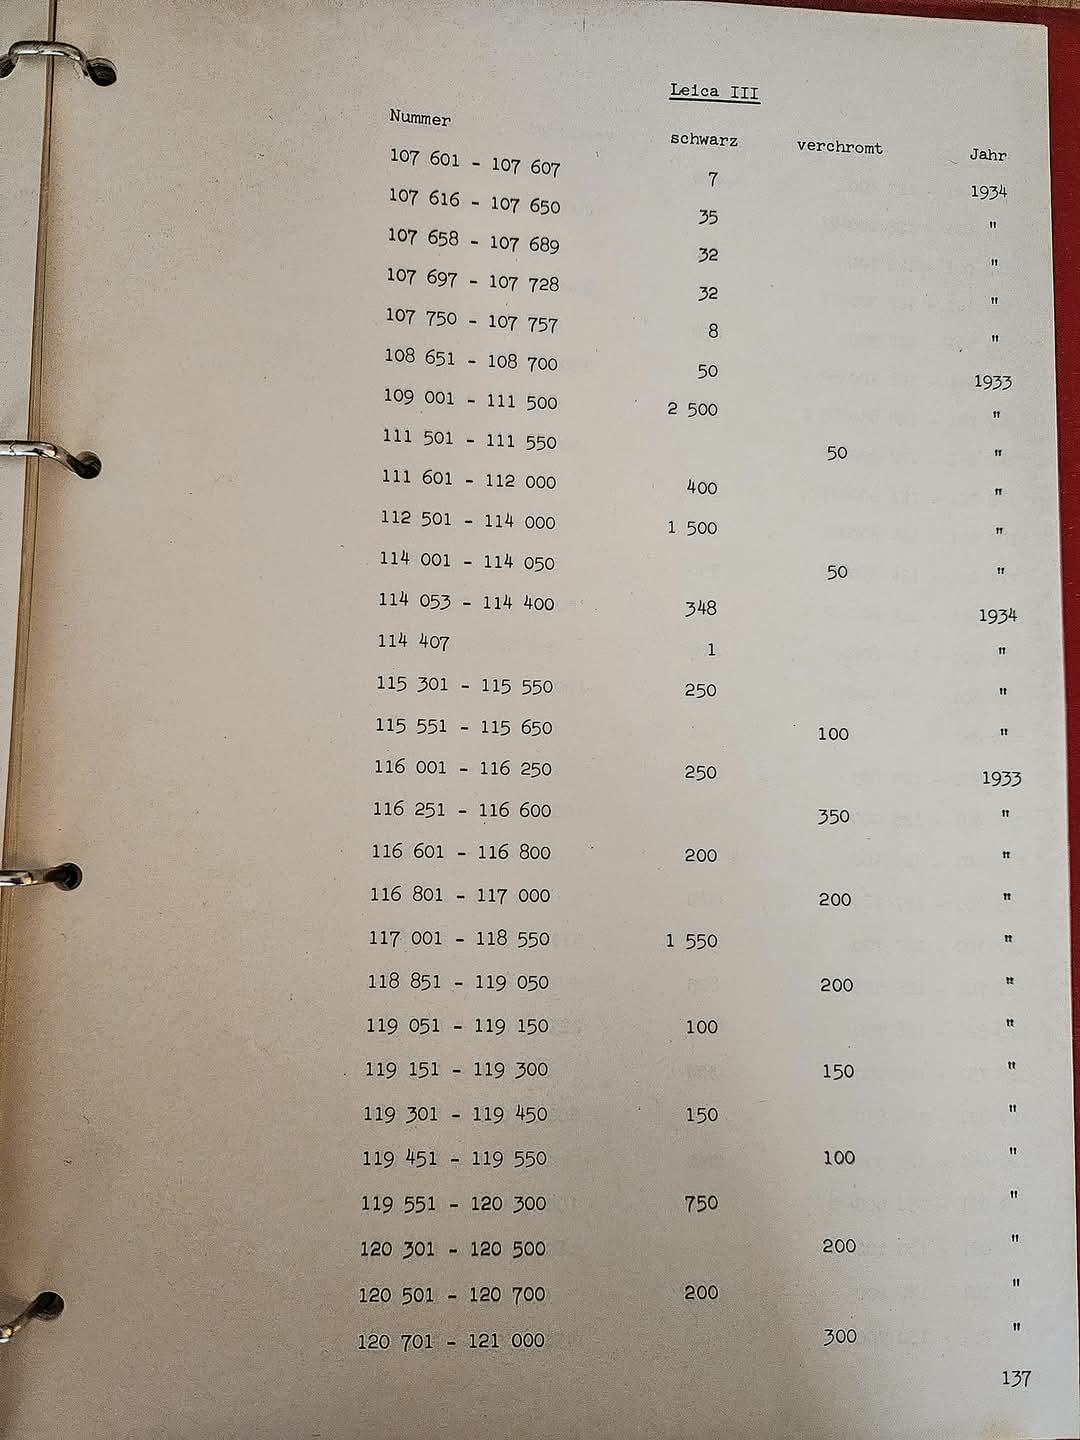 Leica III
Nummer schwarz verchromt Jahr
107 601 - 107 607 7 1934
107 616 - 107 650 35 "
107 658 - 107 689 32 "
107 697 - 107 728 32 "
107 750 - 107 757 8 "
108 651 - 108 700 50 1933
109 001 - 111 500 2 500 "
111 501 - 111 550 50 "
111 601 - 112 000 400 "
112 501 - 114 000 1 500 "
114 001 - 114 050 50 "
114 053 - 114 400 348 1934
114 407 1 "
115 301 - 115 550 250 "
115 551 - 115 650 100 "
116 001 - 116 250 250 1933
116 251 - 116 600 350 "
116 601 - 116 800 200 "
116 801 - 117 000 200 "
117 001 - 118 550 1 550 "
118 851 - 119 050 200 "
119 051 - 119 150 100 "
119 151 - 119 300 150 "
119 301 - 119 450 150 "
119 451 - 119 550 100 "
119 551 - 120 300 750 "
120 301 - 120 500 200 "
120 501 - 120 700 200 "
120 701 - 121 000 300 "
137